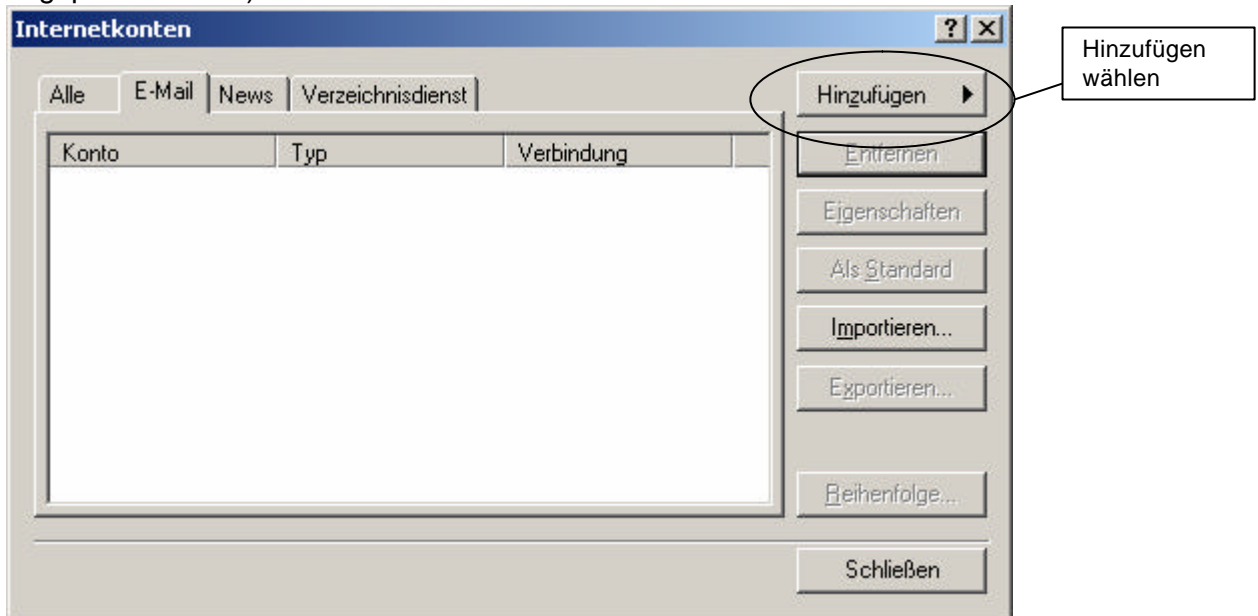 Internetkonten
Hinzufügen
wählen
Alle E-Mail News Verzeichnisdienst
Hinzufügen
Konto Typ Verbindung
Entfernen
Eigenschaften
Als Standard
Importieren...
Exportieren...
Reihenfolge...
Schließen